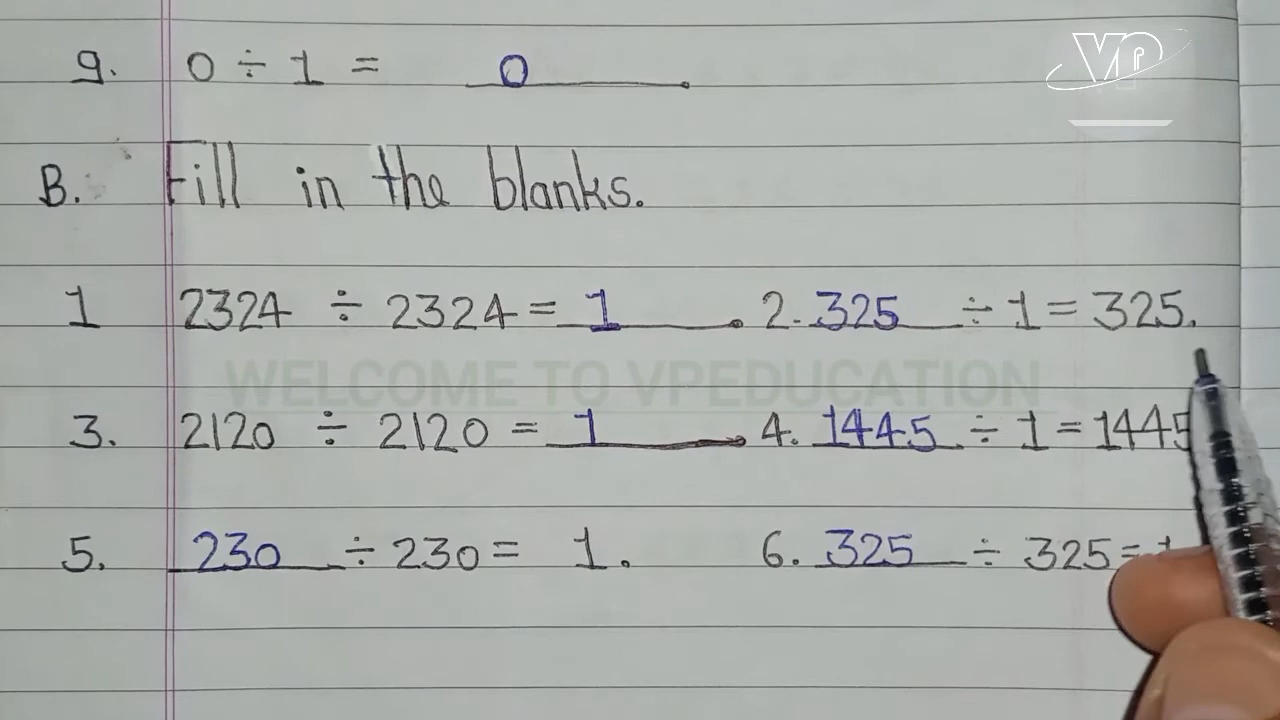 9. 0 ÷ 1 = 0.
VP
B. Fill in the blanks.
1 2324 ÷ 2324 = 1. 2. 325 ÷ 1 = 325.
WELCOME TO VPEDUCATION
3. 2120 ÷ 2120 = 1. 4. 1445 ÷ 1 = 1445
5. 230 ÷ 230 = 1. 6. 325 ÷ 325 =